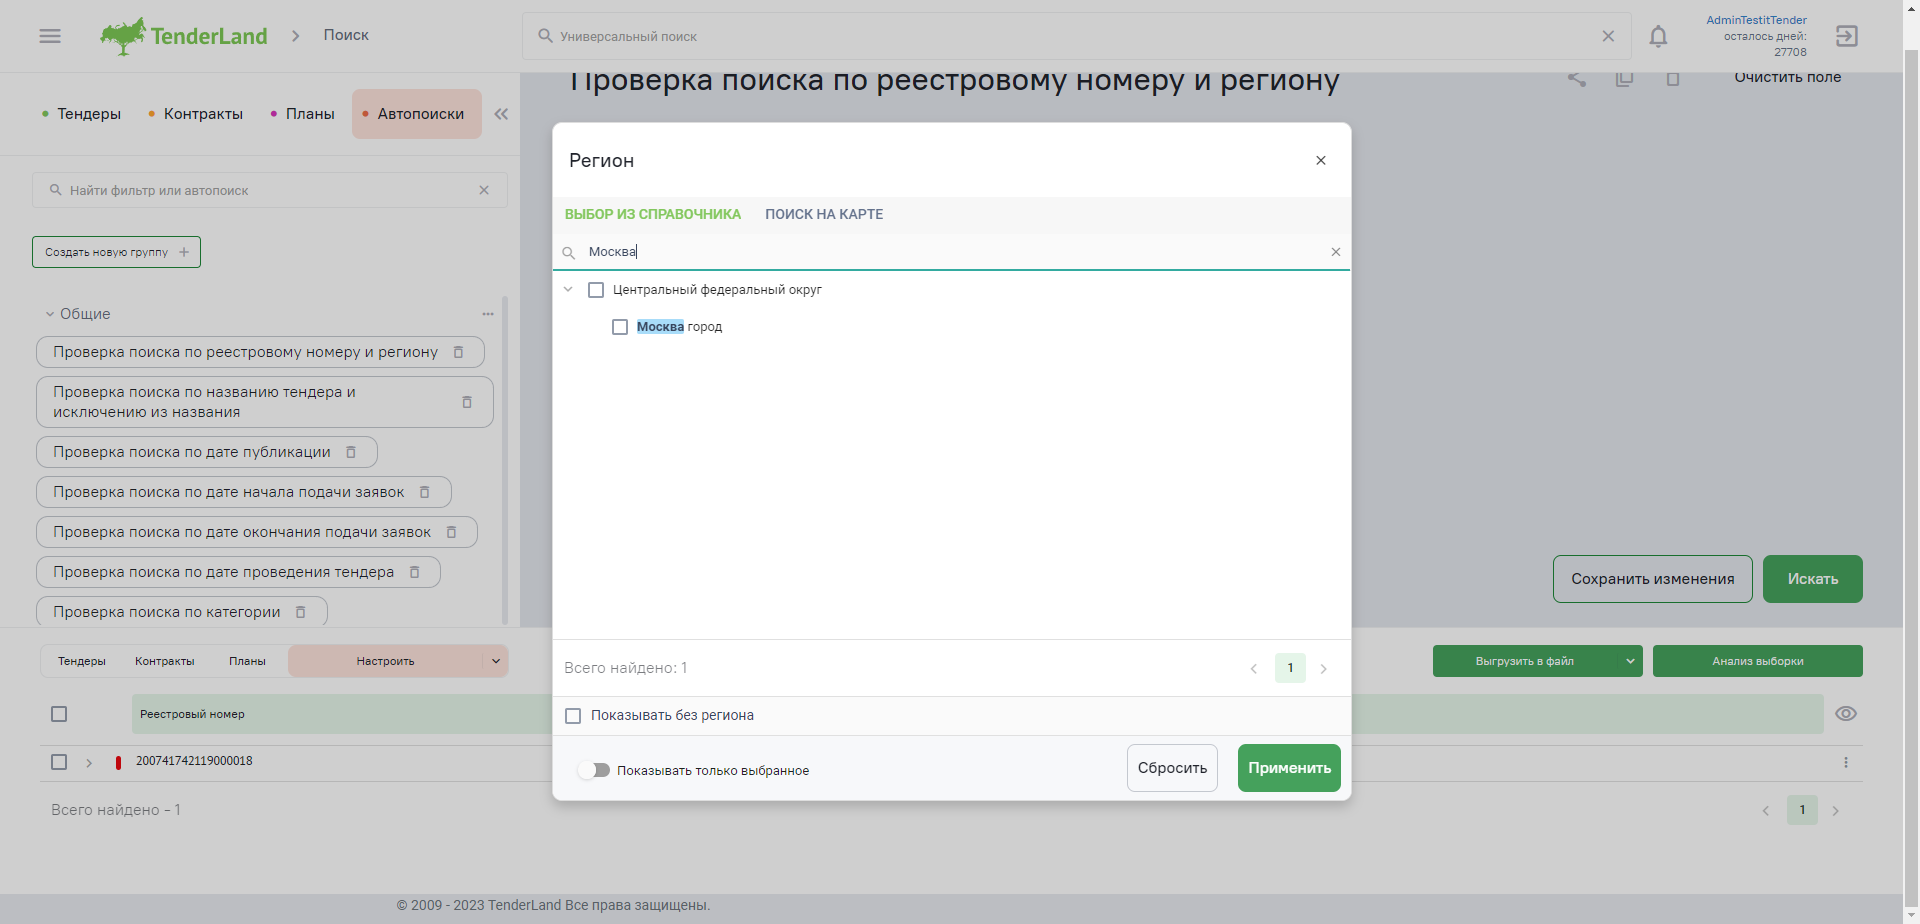 TenderLand
Поиск
Универсальный поиск
AdminTestitTender
осталось дней:
27708
Тендеры
Контракты
Планы
Автопоиски
Проверка поиска по реестровому номеру и региону
Очистить поле
Найти фильтр или автопоиск
Создать новую группу
Общие
Проверка поиска по реестровому номеру и региону
Проверка поиска по названию тендера и
исключению из названия
Проверка поиска по дате публикации
Проверка поиска по дате начала подачи заявок
Проверка поиска по дате окончания подачи заявок
Проверка поиска по дате проведения тендера
Проверка поиска по категории
Регион
ВЫБОР ИЗ СПРАВОЧНИКА
ПОИСК НА КАРТЕ
Москва
Центральный федеральный округ
Москва город
Всего найдено: 1
1
Показывать без региона
Показывать только выбранное
Сбросить
Применить
Сохранить изменения
Искать
Тендеры
Контракты
Планы
Настроить
Выгрузить в файл
Анализ выборки
Реестровый номер
200741742119000018
Всего найдено - 1
1
© 2009 - 2023 TenderLand Все права защищены.